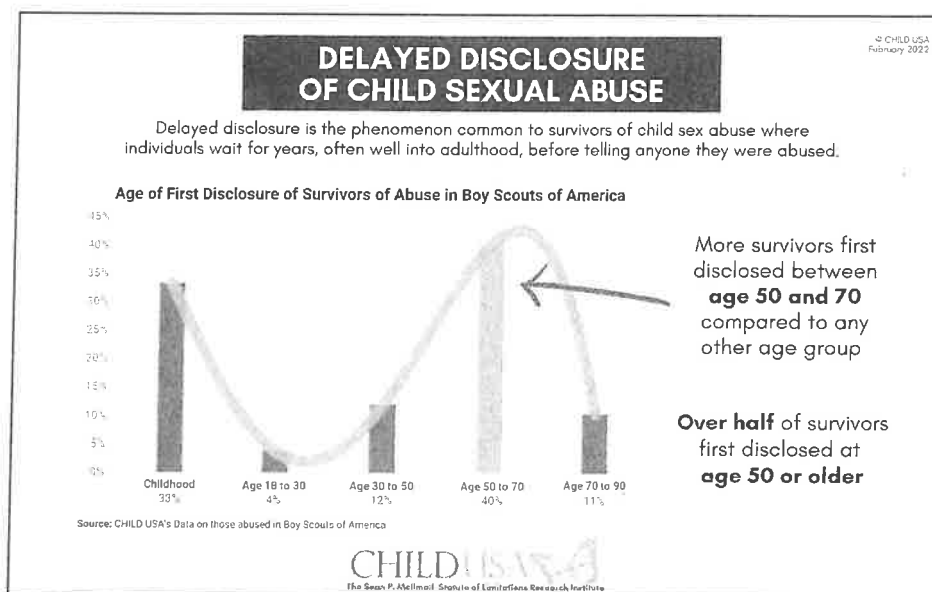 © CHILD USA
February 2022
DELAYED DISCLOSURE
OF CHILD SEXUAL ABUSE
Delayed disclosure is the phenomenon common to survivors of child sex abuse where
individuals wait for years, often well into adulthood, before telling anyone they were abused.
Age of First Disclosure of Survivors of Abuse in Boy Scouts of America
45%
40%
35%
30%
25%
20%
15%
10%
5%
0%
Childhood
33%
Age 18 to 30
4%
Age 30 to 50
12%
Age 50 to 70
40%
Age 70 to 90
11%
More survivors first
disclosed between
age 50 and 70
compared to any
other age group
Over half of survivors
first disclosed at
age 50 or older
Source: CHILD USA's Data on those abused in Boy Scouts of America
CHILD USA
The Sean P. McIlmail Statute of Limitations Research Institute